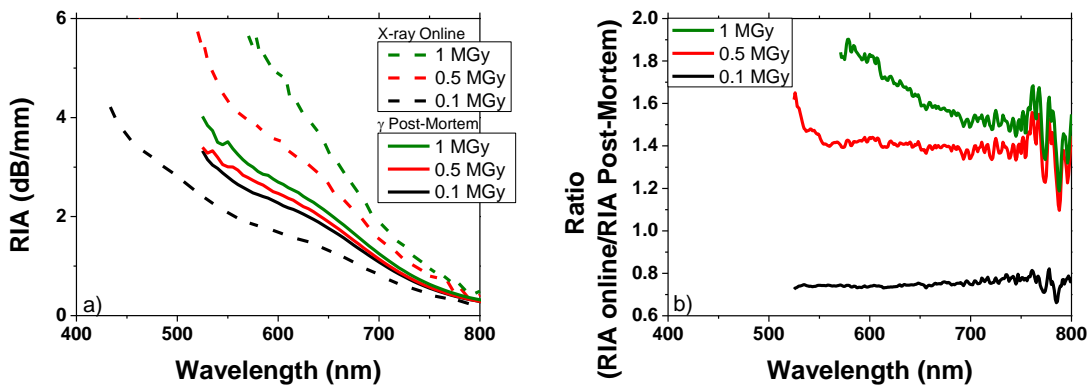 6
4
2
0
400
500
600
700
800
RIA (dB/mm)
Wavelength (nm)
a)
X-ray Online
1 MGy
0.5 MGy
0.1 MGy
γ Post-Mortem
1 MGy
0.5 MGy
0.1 MGy
2.0
1.8
1.6
1.4
1.2
1.0
0.8
0.6
400
500
600
700
800
Ratio
(RIA online/RIA Post-Mortem)
Wavelength (nm)
b)
1 MGy
0.5 MGy
0.1 MGy